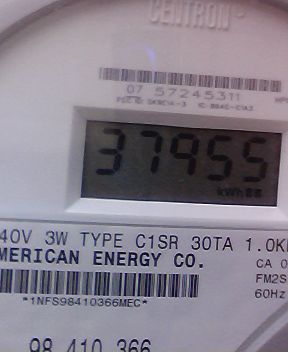 CENTRON
07 57245311
37955
kWh
40V 3W TYPE C1SR 30TA 1.0K
MERICAN ENERGY CO.
CA 0
FM2S
*1NFS98410366MEC*
60Hz
98 410 366